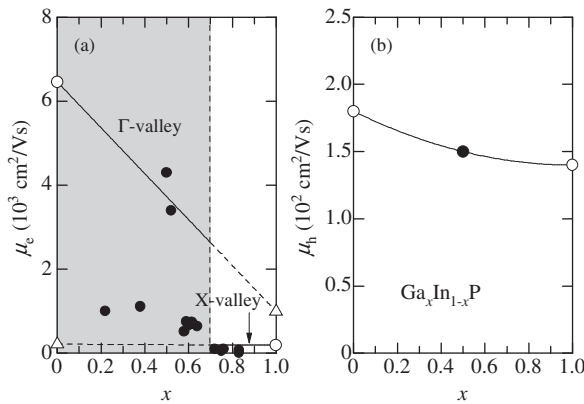 (a)
Γ-valley
X-valley
μe (10³ cm²/Vs)
8
6
4
2
0
0 0.2 0.4 0.6 0.8 1.0
x
(b)
GaxIn1-xP
μh (10² cm²/Vs)
2.5
2.0
1.5
1.0
0.5
0
0 0.2 0.4 0.6 0.8 1.0
x